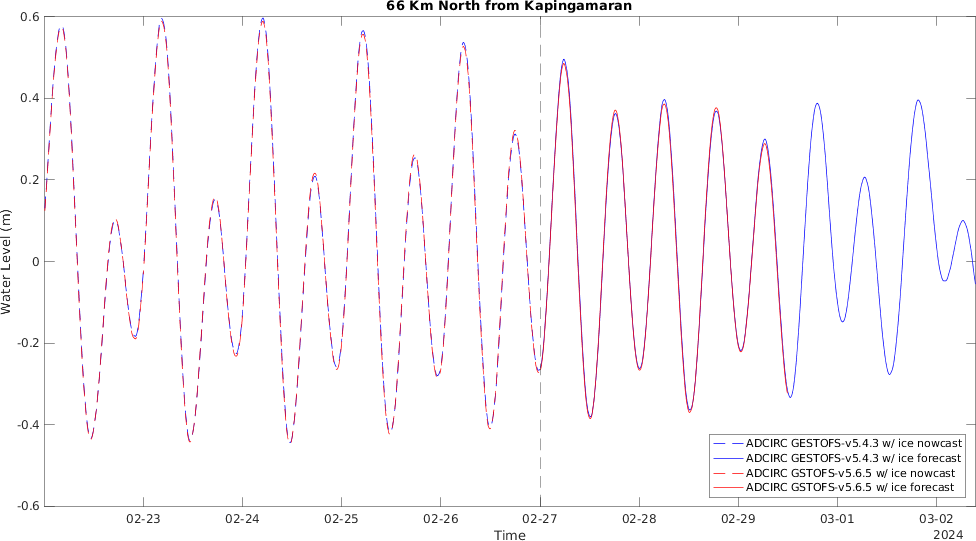 66 Km North from Kapingamaran
0.6
0.4
0.2
0
-0.2
-0.4
-0.6
Water Level (m)
ADCIRC GESTOFS-v5.4.3 w/ ice nowcast
ADCIRC GESTOFS-v5.4.3 w/ ice forecast
ADCIRC GSTOFS-v5.6.5 w/ ice nowcast
ADCIRC GSTOFS-v5.6.5 w/ ice forecast
02-23 02-24 02-25 02-26 02-27 02-28 02-29 03-01 03-02
Time
2024